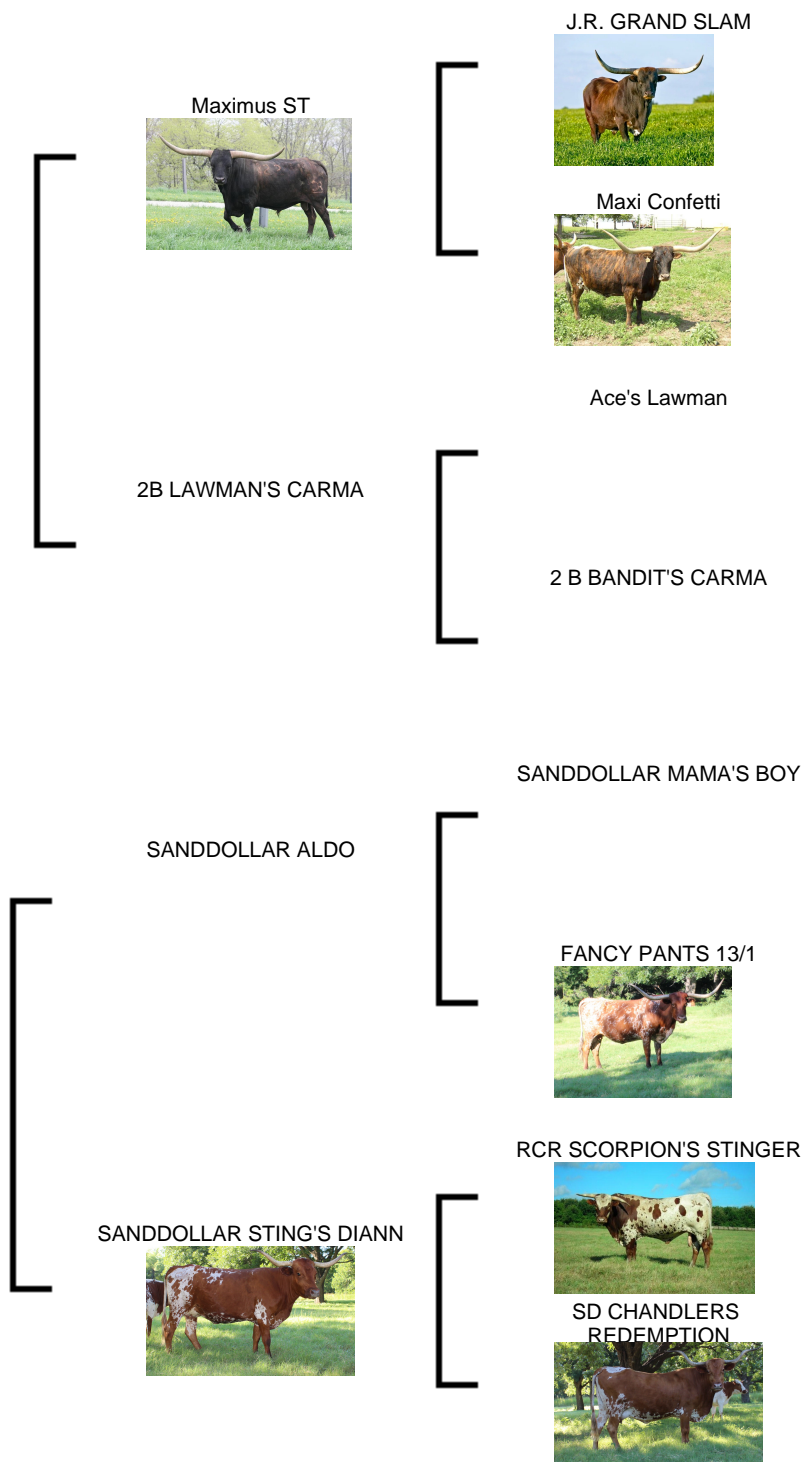 J.R. GRAND SLAM
Maximus ST
Maxi Confetti
Ace's Lawman
2B LAWMAN'S CARMA
2 B BANDIT'S CARMA
SANDDOLLAR MAMA'S BOY
SANDDOLLAR ALDO
FANCY PANTS 13/1
RCR SCORPION'S STINGER
SANDDOLLAR STING'S DIANN
SD CHANDLERS
REDEMPTION